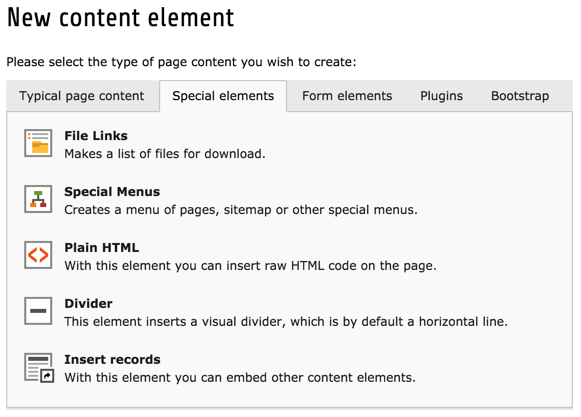 New content element
Please select the type of page content you wish to create:
Typical page content Special elements Form elements Plugins Bootstrap
File Links
Makes a list of files for download.
Special Menus
Creates a menu of pages, sitemap or other special menus.
Plain HTML
With this element you can insert raw HTML code on the page.
Divider
This element inserts a visual divider, which is by default a horizontal line.
Insert records
With this element you can embed other content elements.